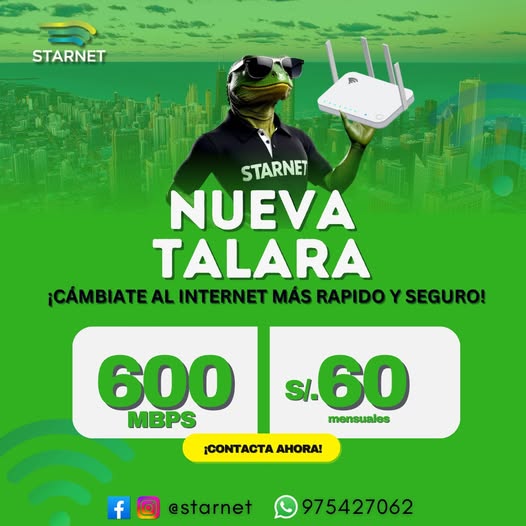 STARNET
STARNET
NUEVA
TALARA
¡CÁMBIATE AL INTERNET MÁS RAPIDO Y SEGURO!
600
MBPS
S/.60
mensuales
¡CONTACTA AHORA!
@starnet 975427062